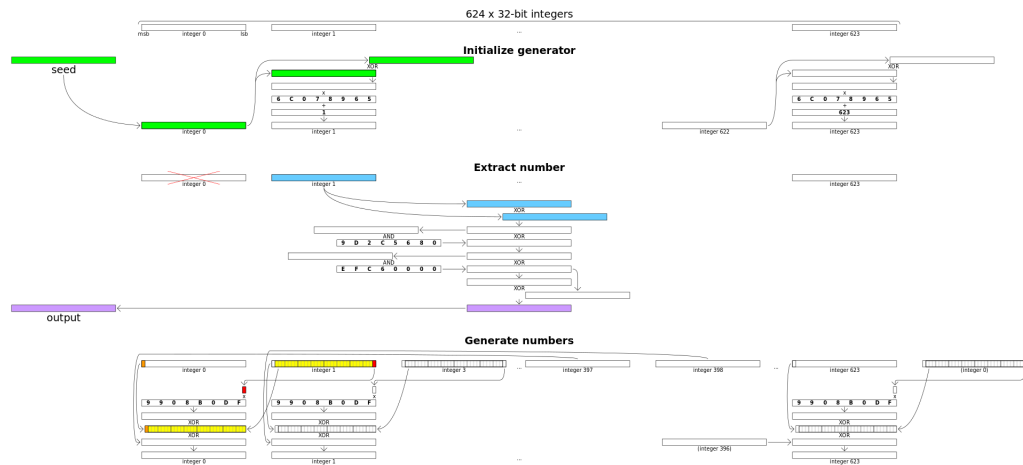 624 x 32-bit integers
msb integer 0 lsb integer 1 ... integer 623
Initialize generator
seed
XOR XOR
x x
6 C 0 7 8 9 6 5 6 C 0 7 8 9 6 5
+ +
1 623
integer 0 integer 1 ... integer 622 integer 623
Extract number
integer 0 integer 1 ... integer 623
XOR
XOR
AND
9 D 2 C 5 6 8 0
XOR
AND
XOR
E F C 6 0 0 0 0
XOR
output
Generate numbers
integer 0 integer 1 integer 3 integer 397 integer 398 ... integer 623 (integer 0)
x x x
9 9 0 8 B 0 D F 9 9 0 8 B 0 D F 9 9 0 8 B 0 D F
XOR XOR XOR
XOR XOR XOR
(integer 396)
integer 0 integer 1 ... integer 623